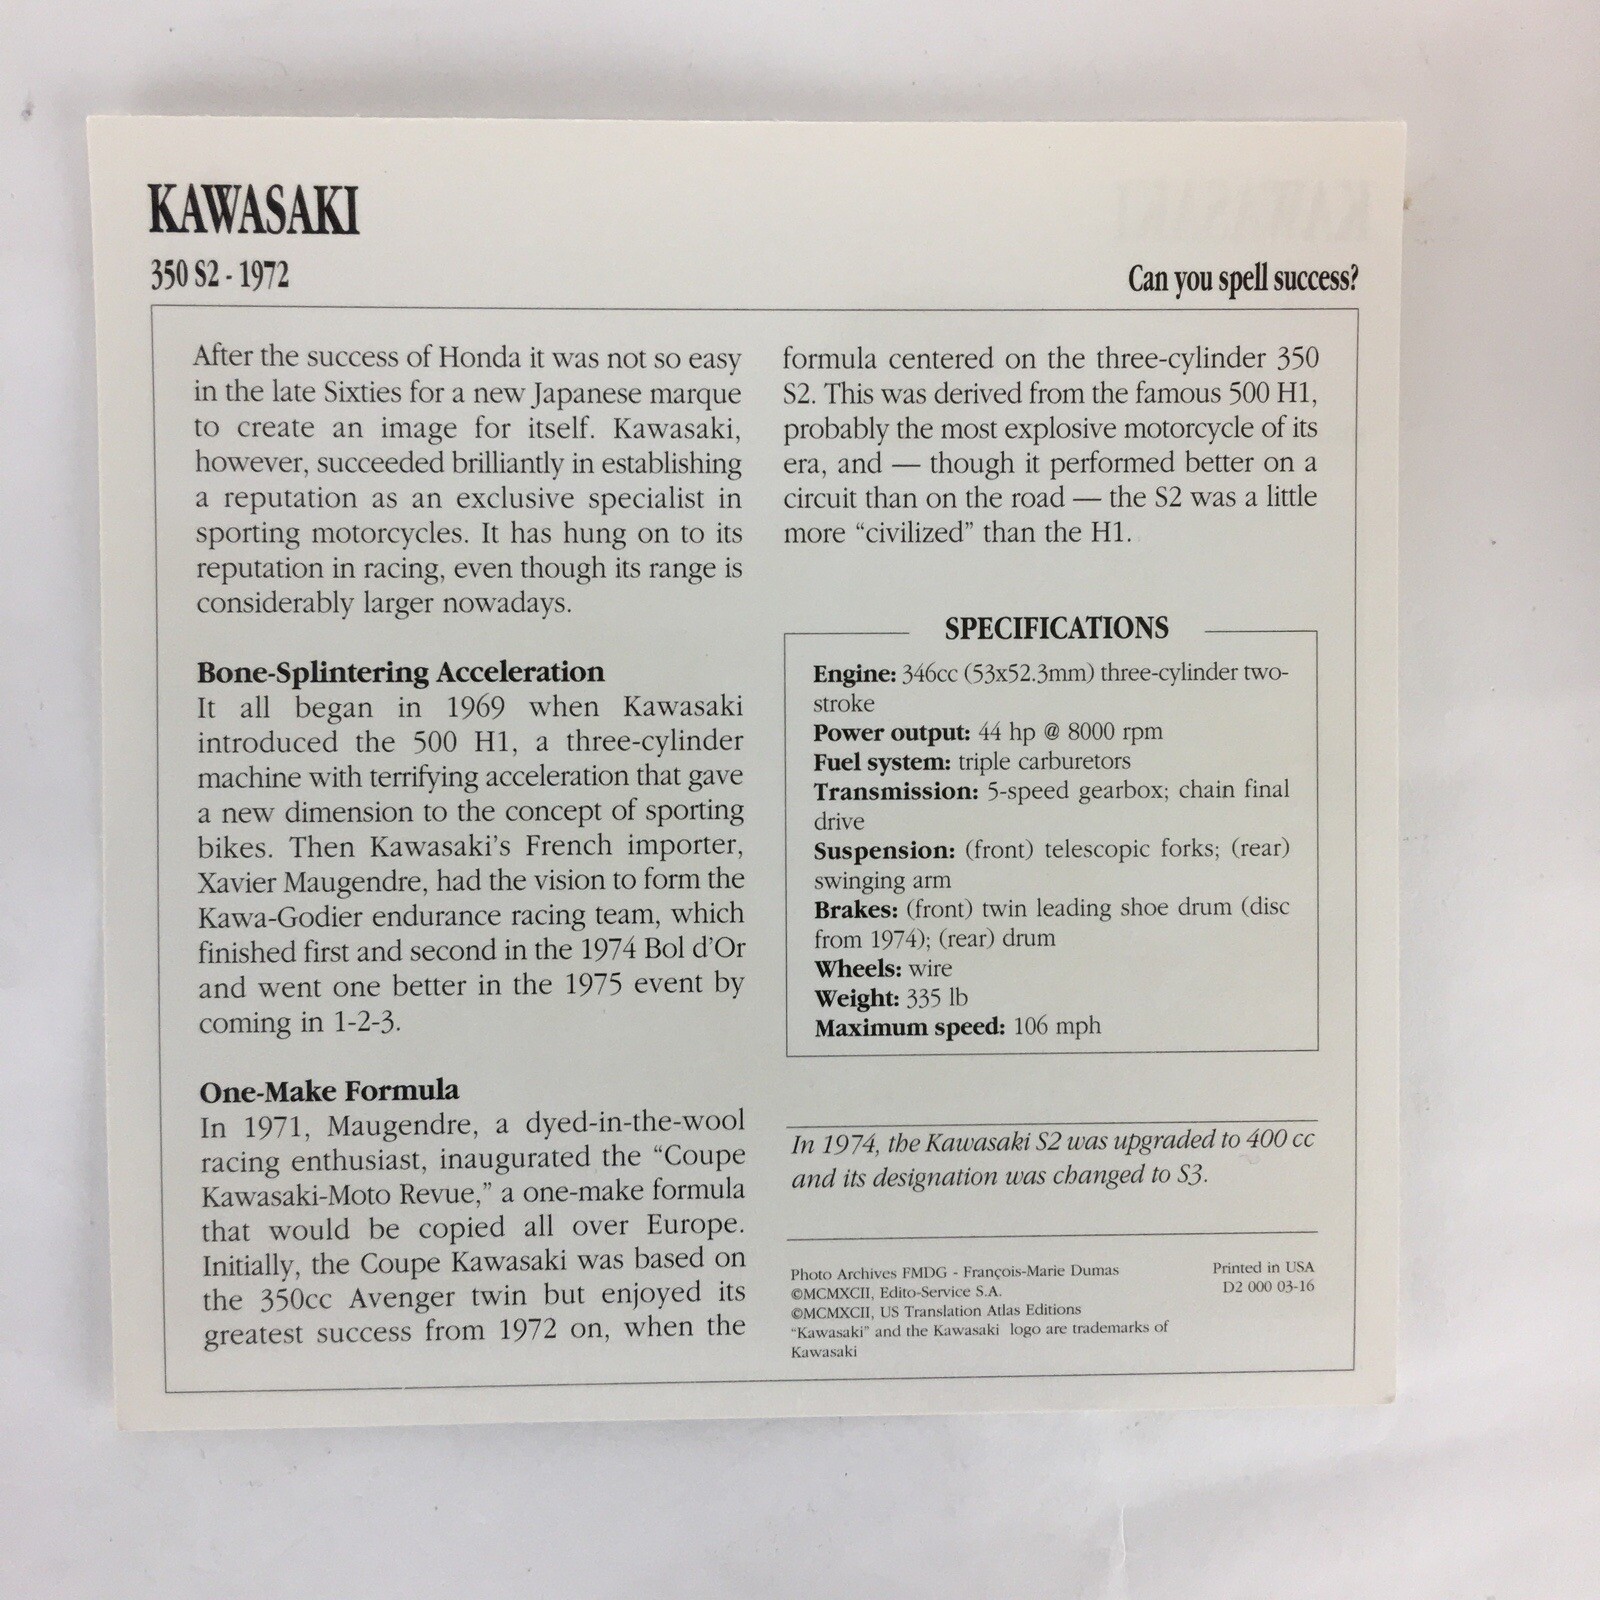 KAWASAKI
350 S2 - 1972
Can you spell success?
After the success of Honda it was not so easy
in the late Sixties for a new Japanese marque
to create an image for itself. Kawasaki,
however, succeeded brilliantly in establishing
a reputation as an exclusive specialist in
sporting motorcycles. It has hung on to its
reputation in racing, even though its range is
considerably larger nowadays.
Bone-Splintering Acceleration
It all began in 1969 when Kawasaki
introduced the 500 H1, a three-cylinder
machine with terrifying acceleration that gave
a new dimension to the concept of sporting
bikes. Then Kawasaki's French importer,
Xavier Maugendre, had the vision to form the
Kawa-Godier endurance racing team, which
finished first and second in the 1974 Bol d'Or
and went one better in the 1975 event by
coming in 1-2-3.
One-Make Formula
In 1971, Maugendre, a dyed-in-the-wool
racing enthusiast, inaugurated the “Coupe
Kawasaki-Moto Revue,” a one-make formula
that would be copied all over Europe.
Initially, the Coupe Kawasaki was based on
the 350cc Avenger twin but enjoyed its
greatest success from 1972 on, when the
formula centered on the three-cylinder 350
S2. This was derived from the famous 500 H1,
probably the most explosive motorcycle of its
era, and — though it performed better on a
circuit than on the road — the S2 was a little
more “civilized” than the H1.
SPECIFICATIONS
Engine: 346cc (53x52.3mm) three-cylinder two-
stroke
Power output: 44 hp @ 8000 rpm
Fuel system: triple carburetors
Transmission: 5-speed gearbox; chain final
drive
Suspension: (front) telescopic forks; (rear)
swinging arm
Brakes: (front) twin leading shoe drum (disc
from 1974); (rear) drum
Wheels: wire
Weight: 335 lb
Maximum speed: 106 mph
In 1974, the Kawasaki S2 was upgraded to 400 cc
and its designation was changed to S3.
Photo Archives FMDG - François-Marie Dumas
©MCMXCII, Edito-Service S.A.
©MCMXCII, US Translation Atlas Editions
“Kawasaki” and the Kawasaki logo are trademarks of
Kawasaki
Printed in USA
D2 000 03-16